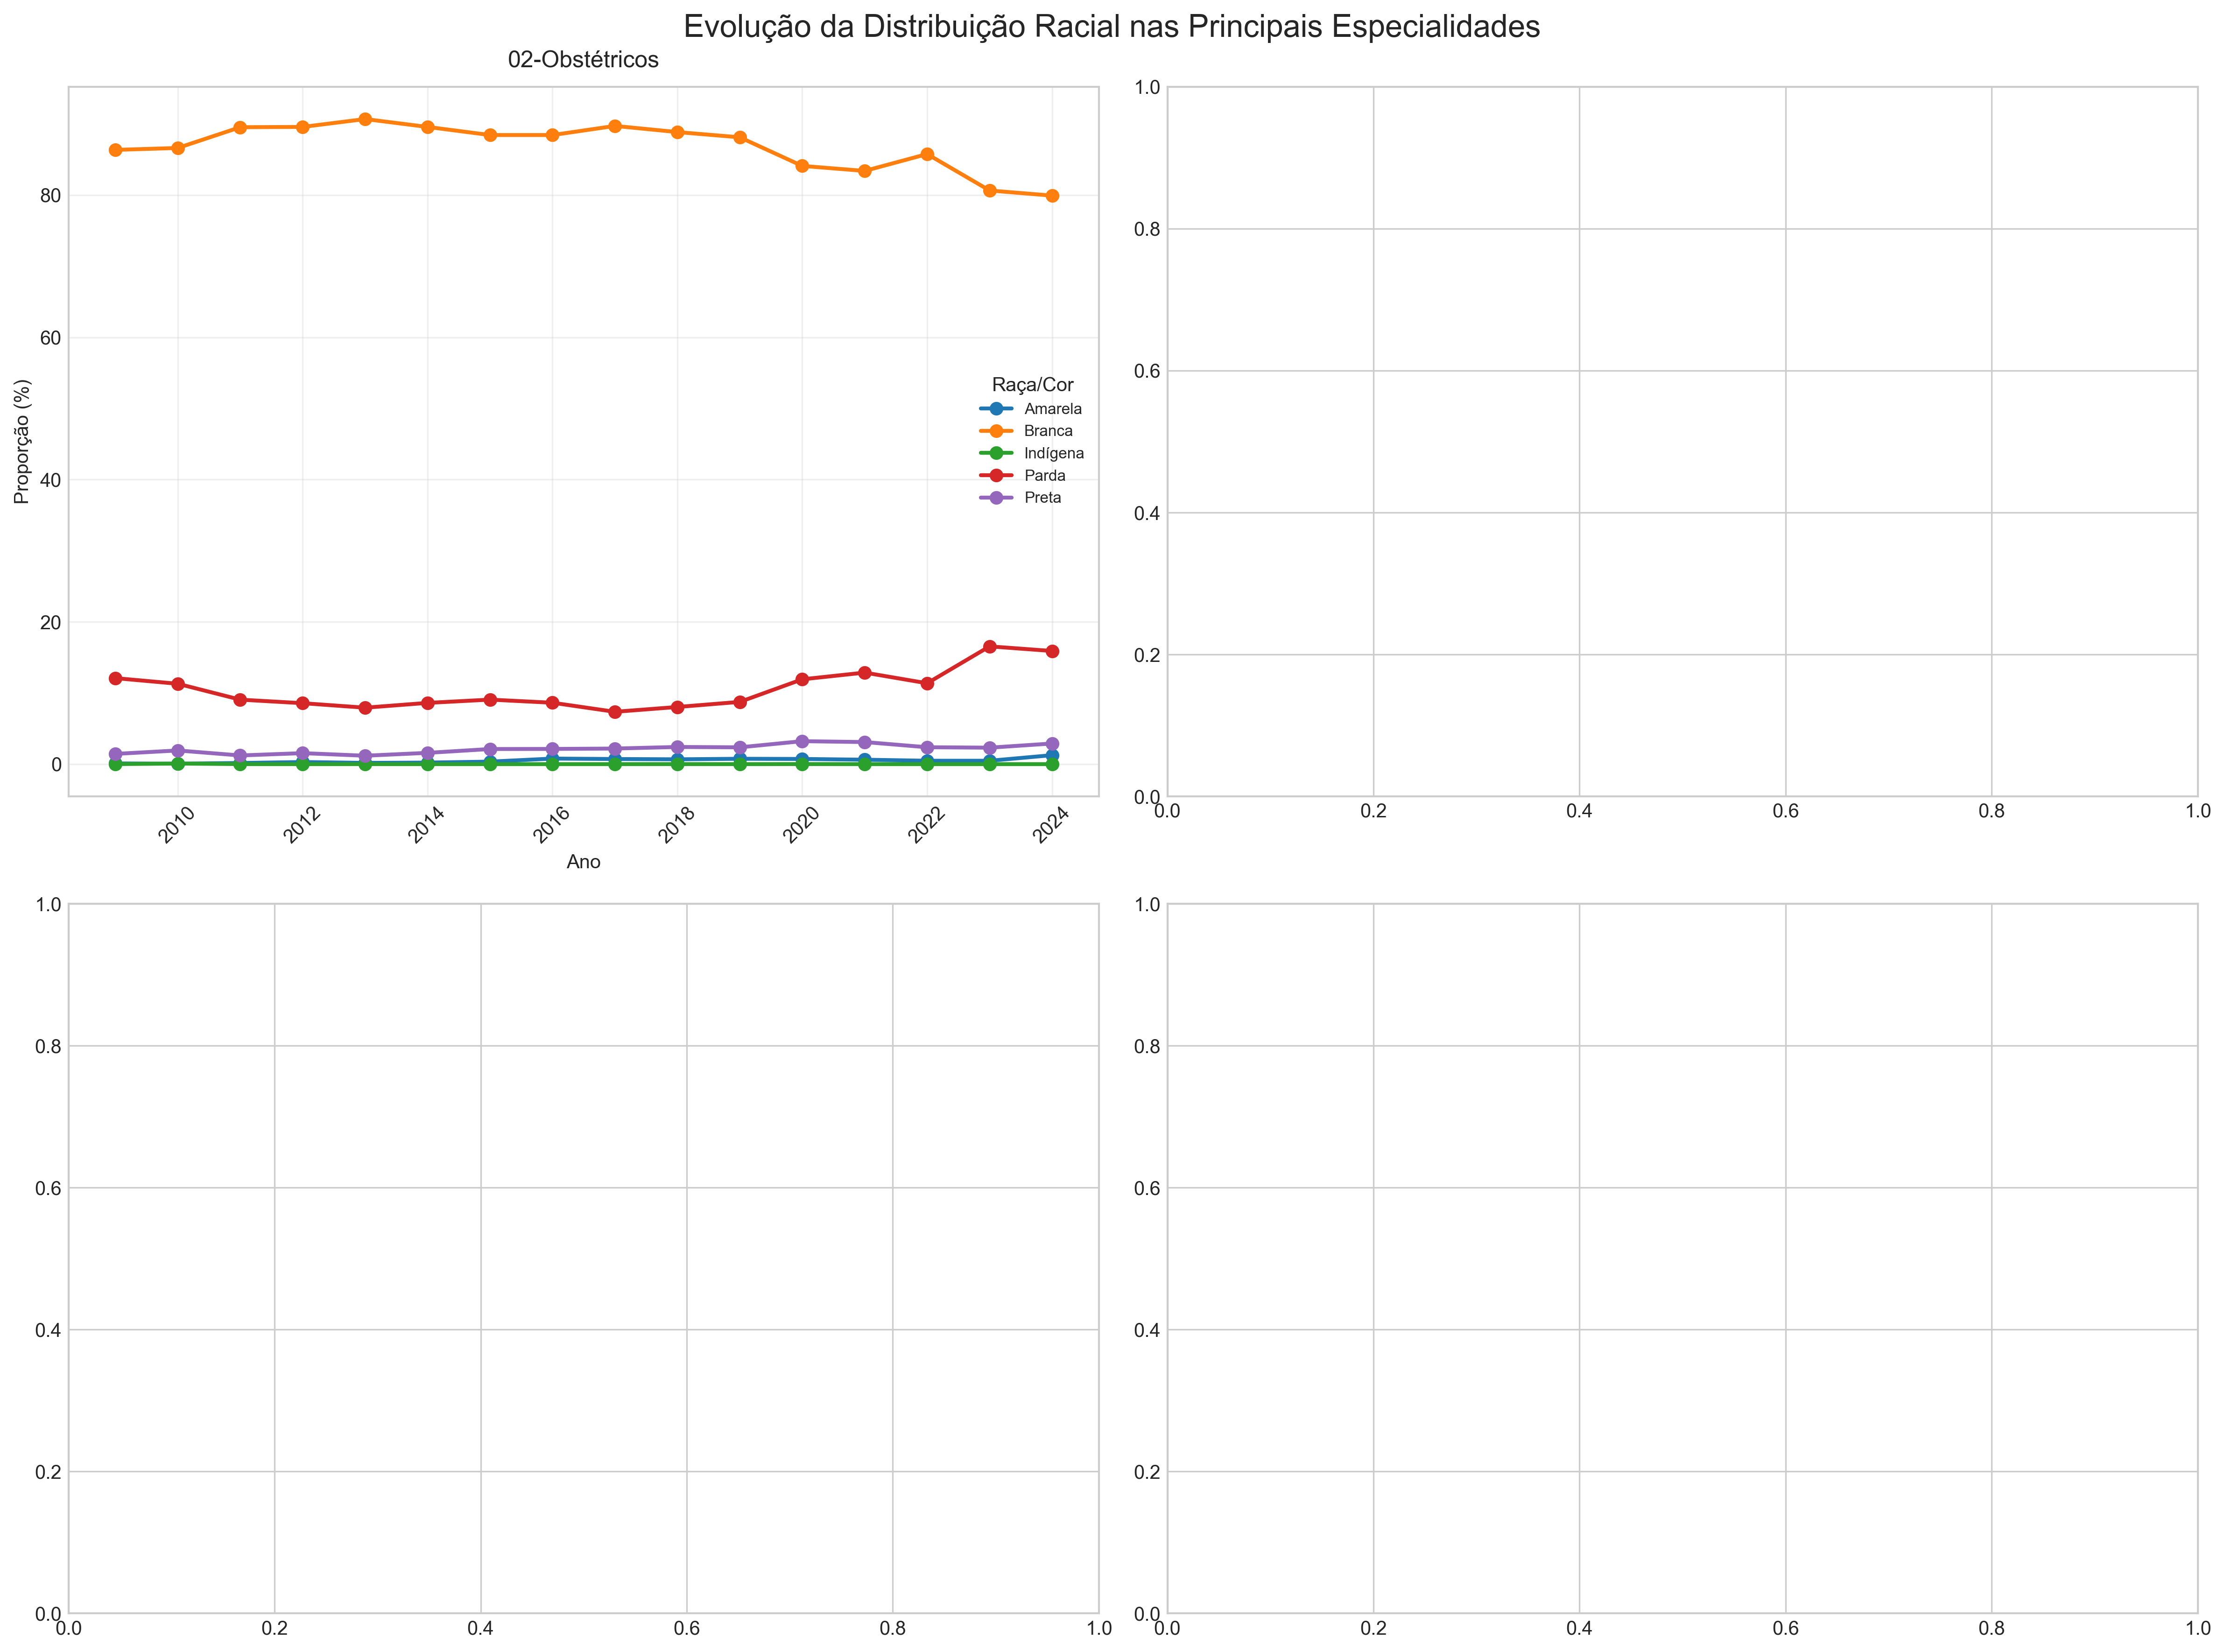 Evolução da Distribuição Racial nas Principais Especialidades
02-Obstétricos
Proporção (%)
80
60
40
20
0
Raça/Cor
Amarela
Branca
Indígena
Parda
Preta
2010 2012 2014 2016 2018 2020 2022 2024
Ano
1.0
0.8
0.6
0.4
0.2
0.0
0.0 0.2 0.4 0.6 0.8 1.0
1.0
0.8
0.6
0.4
0.2
0.0
0.0 0.2 0.4 0.6 0.8 1.0
1.0
0.8
0.6
0.4
0.2
0.0
0.0 0.2 0.4 0.6 0.8 1.0